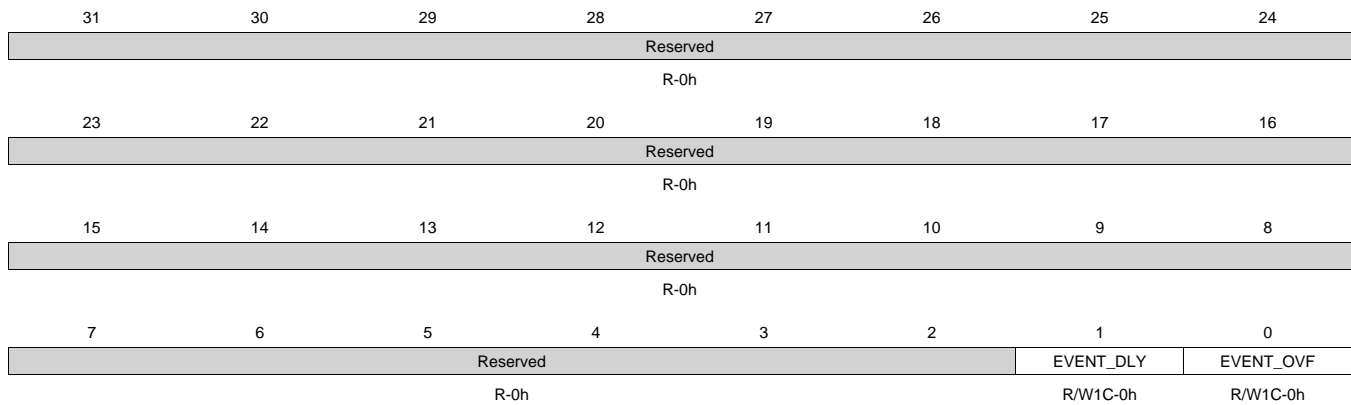 31 30 29 28 27 26 25 24
Reserved
R-0h
23 22 21 20 19 18 17 16
Reserved
R-0h
15 14 13 12 11 10 9 8
Reserved
R-0h
7 6 5 4 3 2 1 0
Reserved EVENT_DLY EVENT_OVF
R-0h R/W1C-0h R/W1C-0h